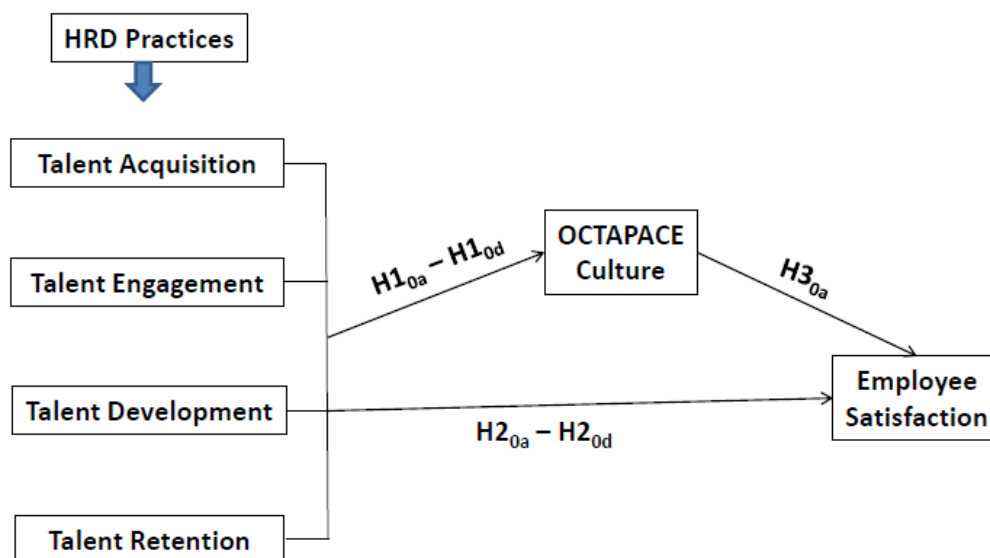 HRD Practices
Talent Acquisition
Talent Engagement
Talent Development
Talent Retention
H1₀ₐ – H1₀d
OCTAPACE
Culture
H3₀ₐ
H2₀ₐ – H2₀d
Employee
Satisfaction